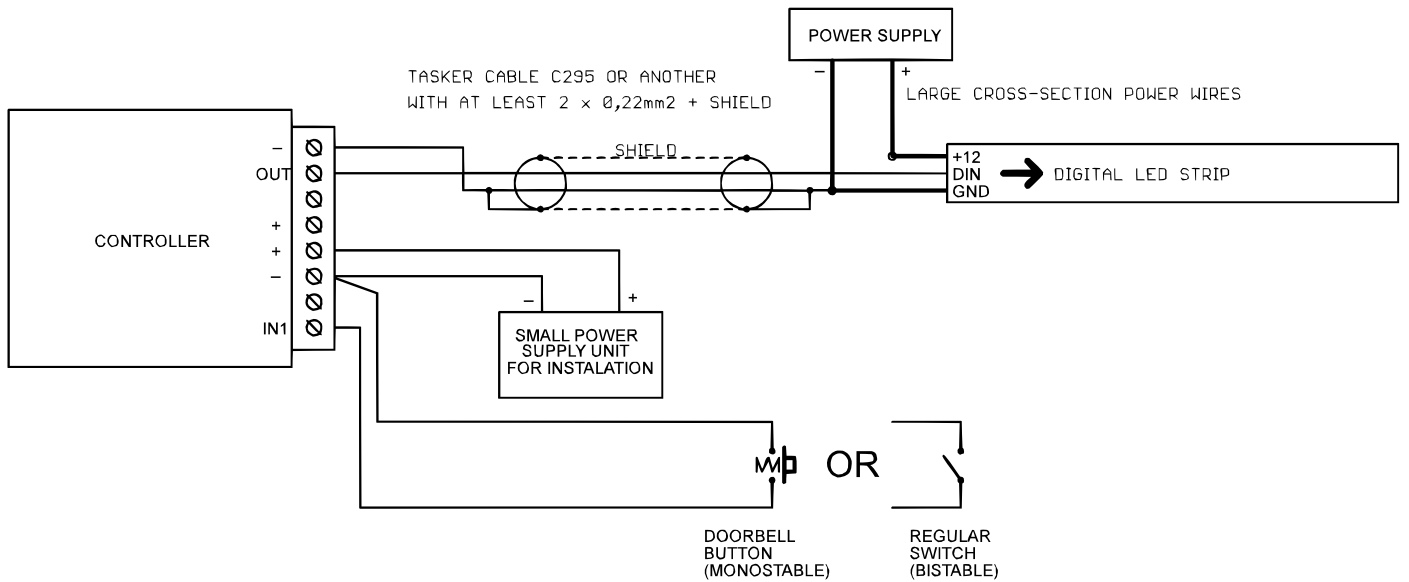 POWER SUPPLY
− +
TASKER CABLE C295 OR ANOTHER
WITH AT LEAST 2 x 0,22mm2 + SHIELD
LARGE CROSS-SECTION POWER WIRES
SHIELD
−
OUT
+
+
−
IN1
CONTROLLER
+12
DIN
GND
DIGITAL LED STRIP
− +
SMALL POWER
SUPPLY UNIT
FOR INSTALATION
OR
DOORBELL
BUTTON
(MONOSTABLE)
REGULAR
SWITCH
(BISTABLE)